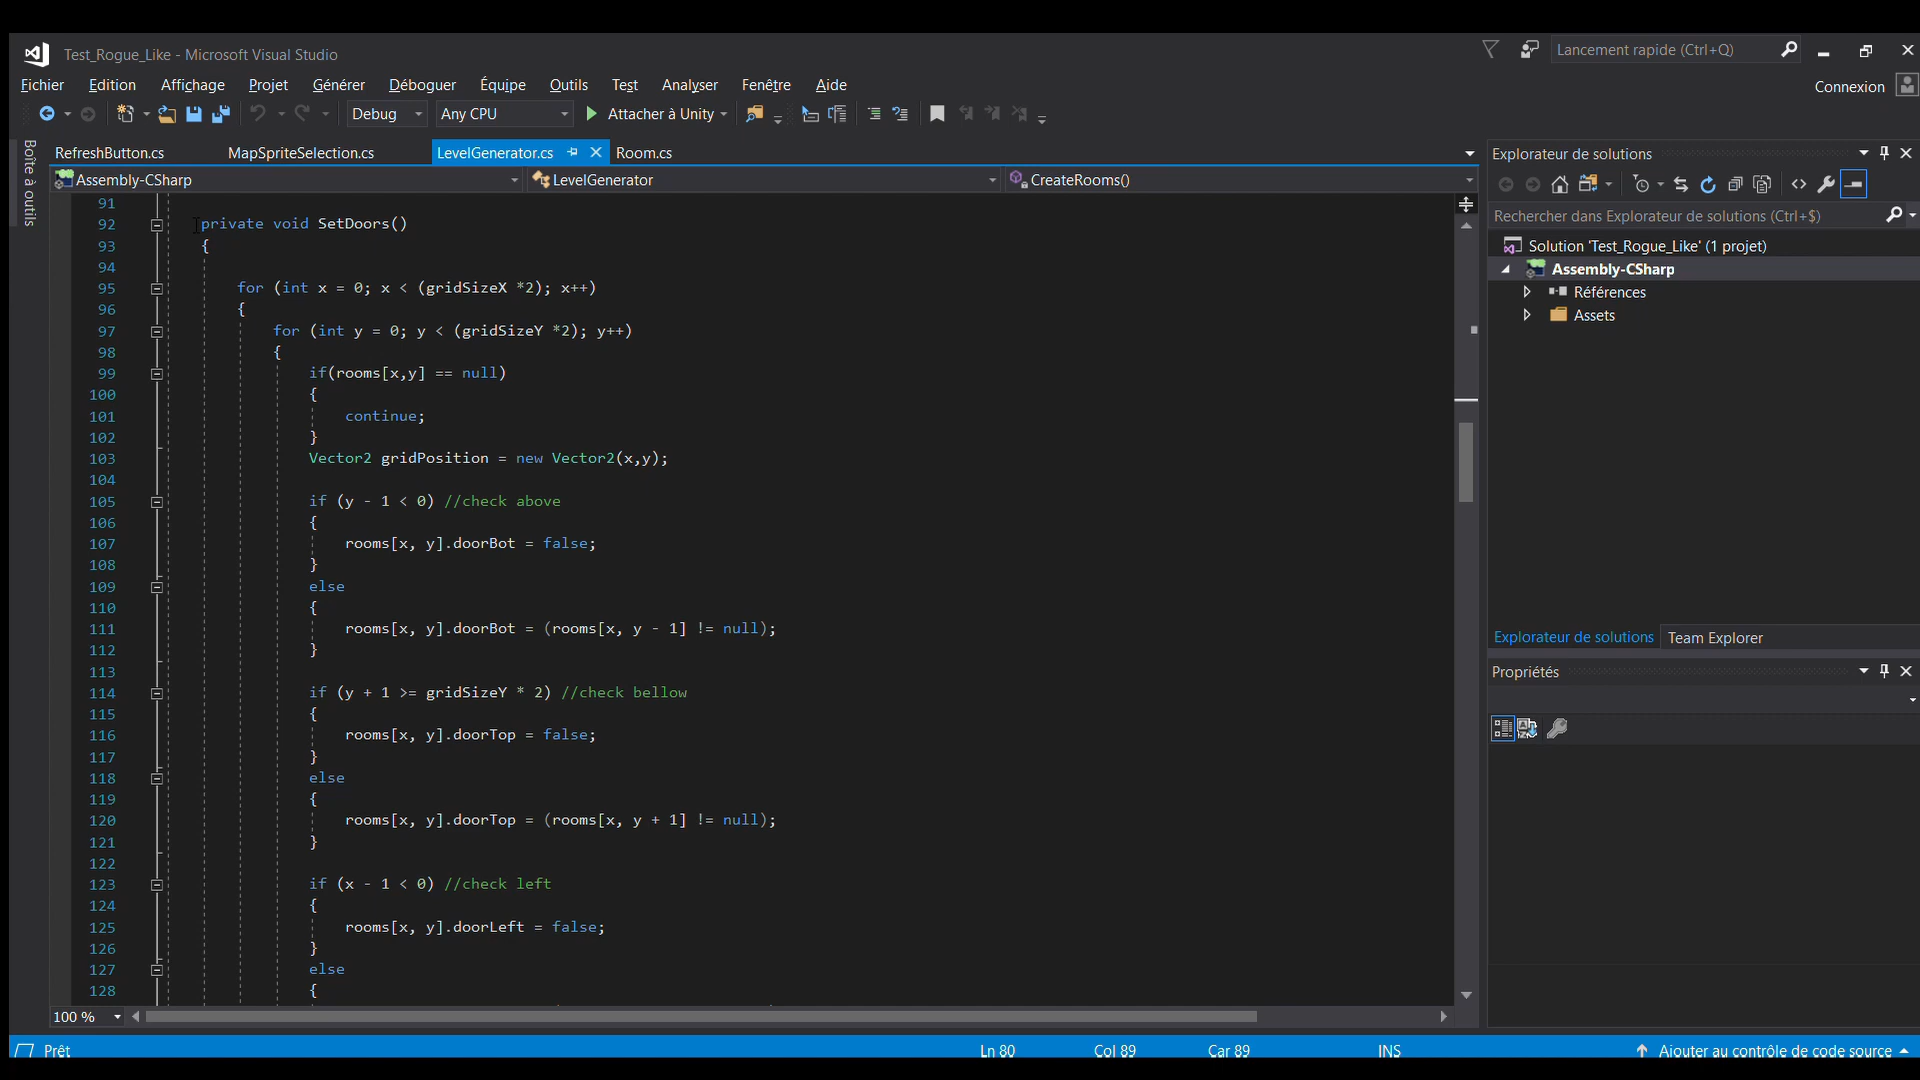 Test_Rogue_Like - Microsoft Visual Studio
Lancement rapide (Ctrl+Q)
Fichier Edition Affichage Projet Générer Déboguer Équipe Outils Test Analyser Fenêtre Aide
Connexion
Debug Any CPU Attacher à Unity
Boîte à outils
RefreshButton.cs MapSpriteSelection.cs LevelGenerator.cs Room.cs
Assembly-CSharp LevelGenerator CreateRooms()
91
92 private void SetDoors()
93 {
94
95 for (int x = 0; x < (gridSizeX *2); x++)
96 {
97 for (int y = 0; y < (gridSizeY *2); y++)
98 {
99 if(rooms[x,y] == null)
100 {
101 continue;
102 }
103 Vector2 gridPosition = new Vector2(x,y);
104
105 if (y - 1 < 0) //check above
106 {
107 rooms[x, y].doorBot = false;
108 }
109 else
110 {
111 rooms[x, y].doorBot = (rooms[x, y - 1] != null);
112 }
113
114 if (y + 1 >= gridSizeY * 2) //check bellow
115 {
116 rooms[x, y].doorTop = false;
117 }
118 else
119 {
120 rooms[x, y].doorTop = (rooms[x, y + 1] != null);
121 }
122
123 if (x - 1 < 0) //check left
124 {
125 rooms[x, y].doorLeft = false;
126 }
127 else
128 {
100 %
Explorateur de solutions
Rechercher dans Explorateur de solutions (Ctrl+$)
Solution 'Test_Rogue_Like' (1 projet)
Assembly-CSharp
Références
Assets
Explorateur de solutions Team Explorer
Propriétés
Prêt Ln 80 Col 89 Car 89 INS Ajouter au contrôle de code source